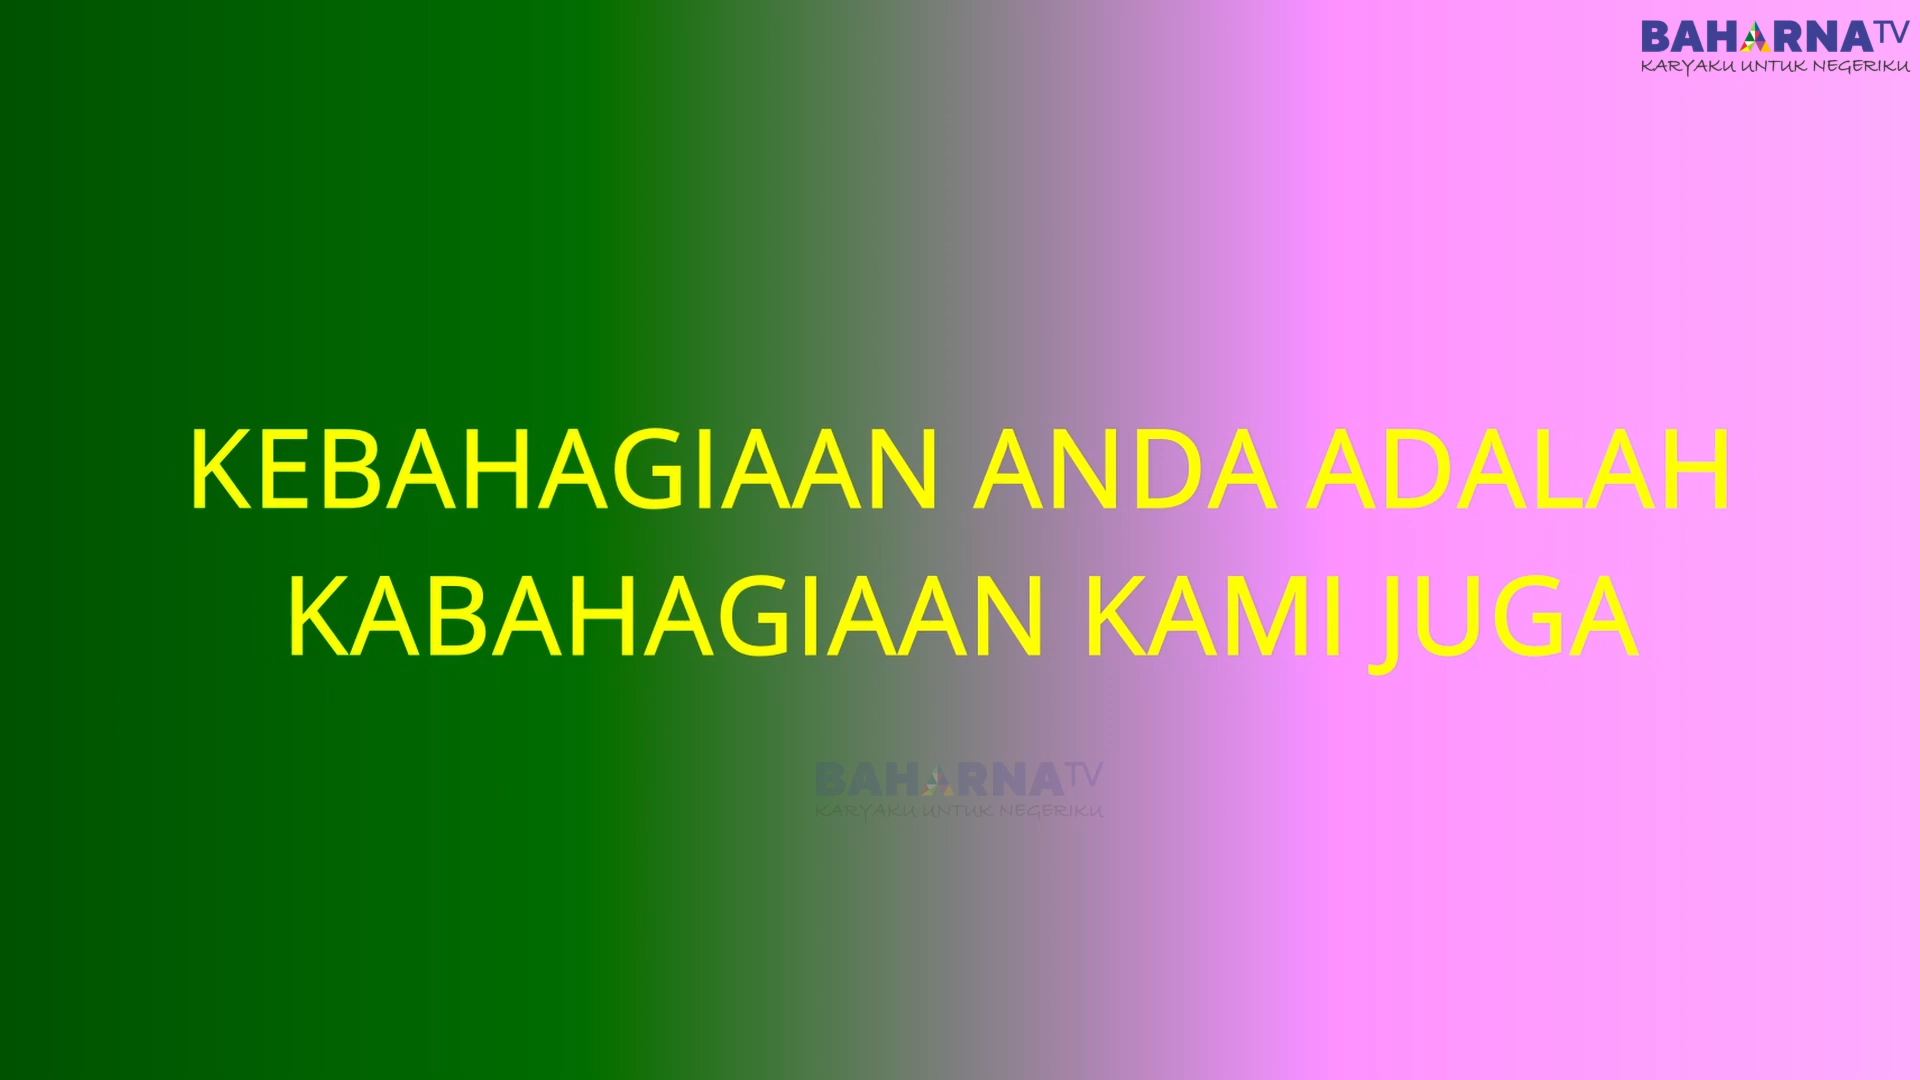 BAHARNATV
KARYAKU UNTUK NEGERIKU
KEBAHAGIAAN ANDA ADALAH
KABAHAGIAAN KAMI JUGA
BAHARNATV
KARYAKU UNTUK NEGERIKU